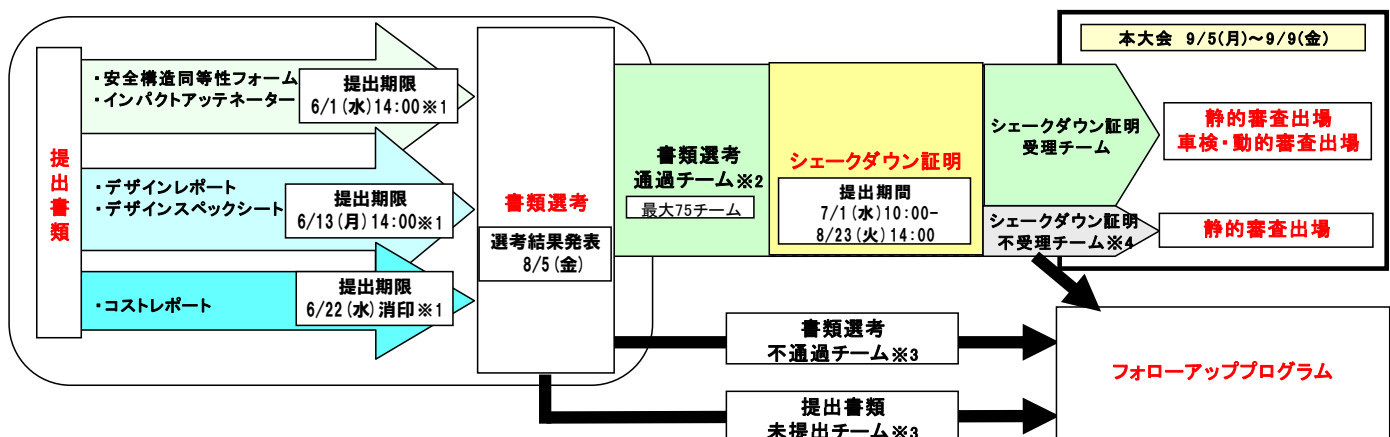 提出書類
・安全構造同等性フォーム
・インパクトアッテネーター
提出期限
6/1(水)14:00※1
・デザインレポート
・デザインスペックシート
提出期限
6/13(月)14:00※1
・コストレポート
提出期限
6/22(水)消印※1
書類選考
選考結果発表
8/5(金)
書類選考
通過チーム※2
最大75チーム
シェークダウン証明
提出期間
7/1(水)10:00-
8/23(火)14:00
本大会 9/5(月)～9/9(金)
シェークダウン証明
受理チーム
静的審査出場
車検・動的審査出場
シェークダウン証明
不受理チーム※4
静的審査出場
書類選考
不通過チーム※3
提出書類
未提出チーム※3
フォローアッププログラム